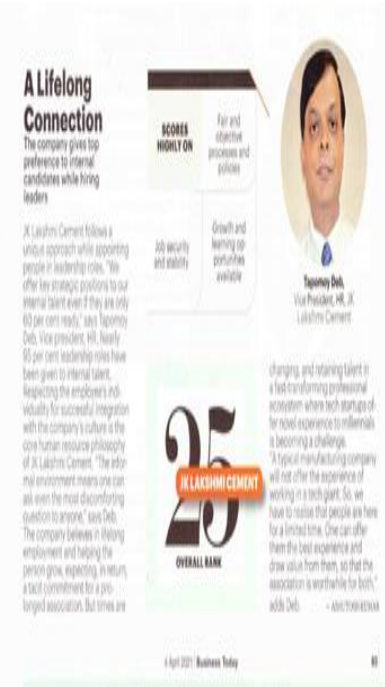 A Lifelong
Connection
The company gives top
preference to internal
candidates while hiring
leaders
JK Lakshmi Cement follows a
unique approach while appointing
people in leadership roles. "We
offer key strategic positions to our
internal talent even if they are only
60 per cent ready," says Tapomoy
Deb, Vice president, HR. Nearly
95 per cent leadership roles have
been given to internal talent.
Respecting the employee's indi-
viduality for successful integration
with the company's culture is the
core human resource philosophy
of JK Lakshmi Cement. "The infor-
mal environment means one can
ask even the most discomforting
question to anyone," says Deb.
The company believes in lifelong
employment and helping the
person grow, expecting, in return,
a tacit commitment for a pro-
longed association. But times are
SCORES
HIGHLY ON
Fair and
objective
processes and
policies
Job security
and stability
Growth and
learning op-
portunities
available
25
JK LAKSHMI CEMENT
OVERALL RANK
Tapomoy Deb,
Vice President, HR, JK
Lakshmi Cement
changing, and retaining talent in
a fast-transforming professional
ecosystem where tech startups of-
fer novel experience to millennials
is becoming a challenge.
"A typical manufacturing company
will not offer the experience of
working in a tech giant. So, we
have to realise that people are here
for a limited time. One can offer
them the best experience and
draw value from them, so that the
association is worthwhile for both,"
adds Deb.
4 April 2021 Business Today